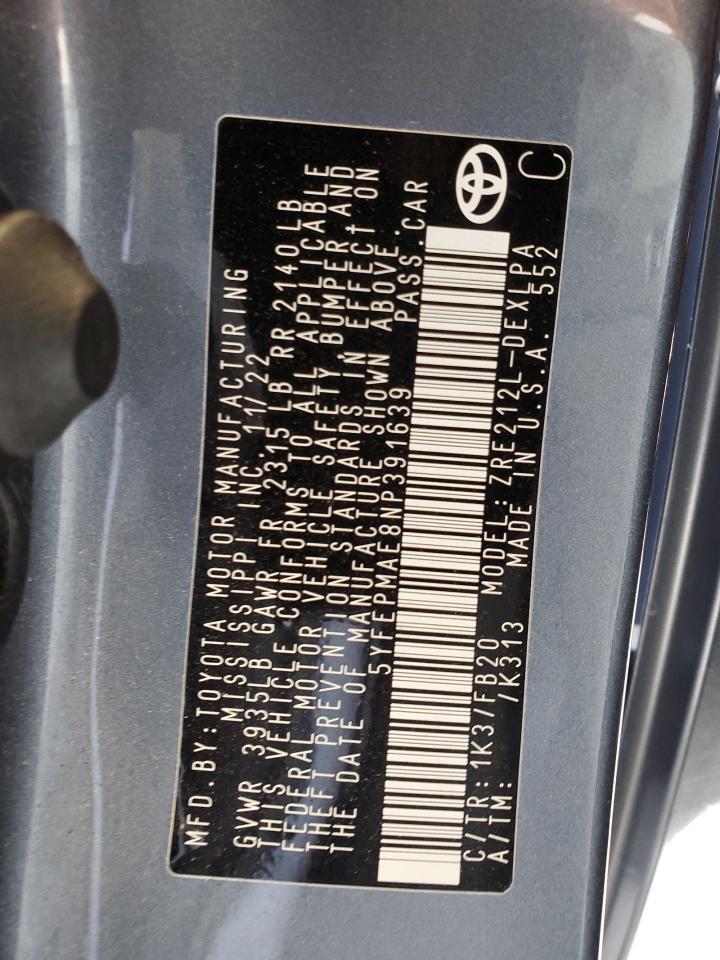 MFD.BY:TOYOTA MOTOR MANUFACTURING
MISSISSIPPI INC. 11/22
GVWR 3935LB GAWR FR 2315 LB RR 2140LB
THIS VEHICLE CONFORMS TO ALL APPLICABLE
FEDERAL MOTOR VEHICLE SAFETY, BUMPER, AND
THEFT PREVENTION STANDARDS IN EFFECT ON
THE DATE OF MANUFACTURE SHOWN ABOVE.
5YFEPMAE8NP391639 PASS.CAR
C/TR: 1K3/FB20 MODEL: ZRE212L-DEXLPA
A/TM: /K313 MADE IN U.S.A. 552
C